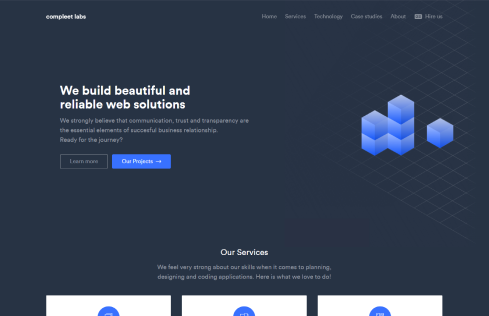 compleet labs
Home Services Technology Case studies About Hire us
We build beautiful and
reliable web solutions
We strongly believe that communication, trust and transparency are
the essential elements of succesful business relationship.
Ready for the journey?
Learn more Our Projects →
Our Services
We feel very strong about our skills when it comes to planning,
designing and coding applications. Here is what we love to do!